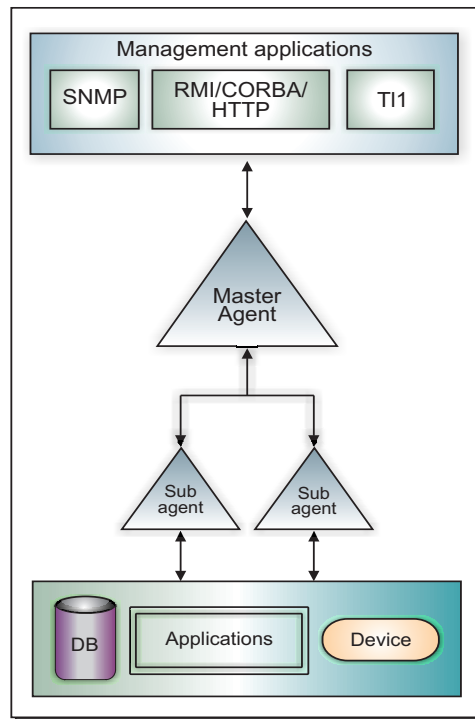 Management applications
SNMP
RMI/CORBA/
HTTP
TI1
Master
Agent
Sub
agent
Sub
agent
DB
Applications
Device